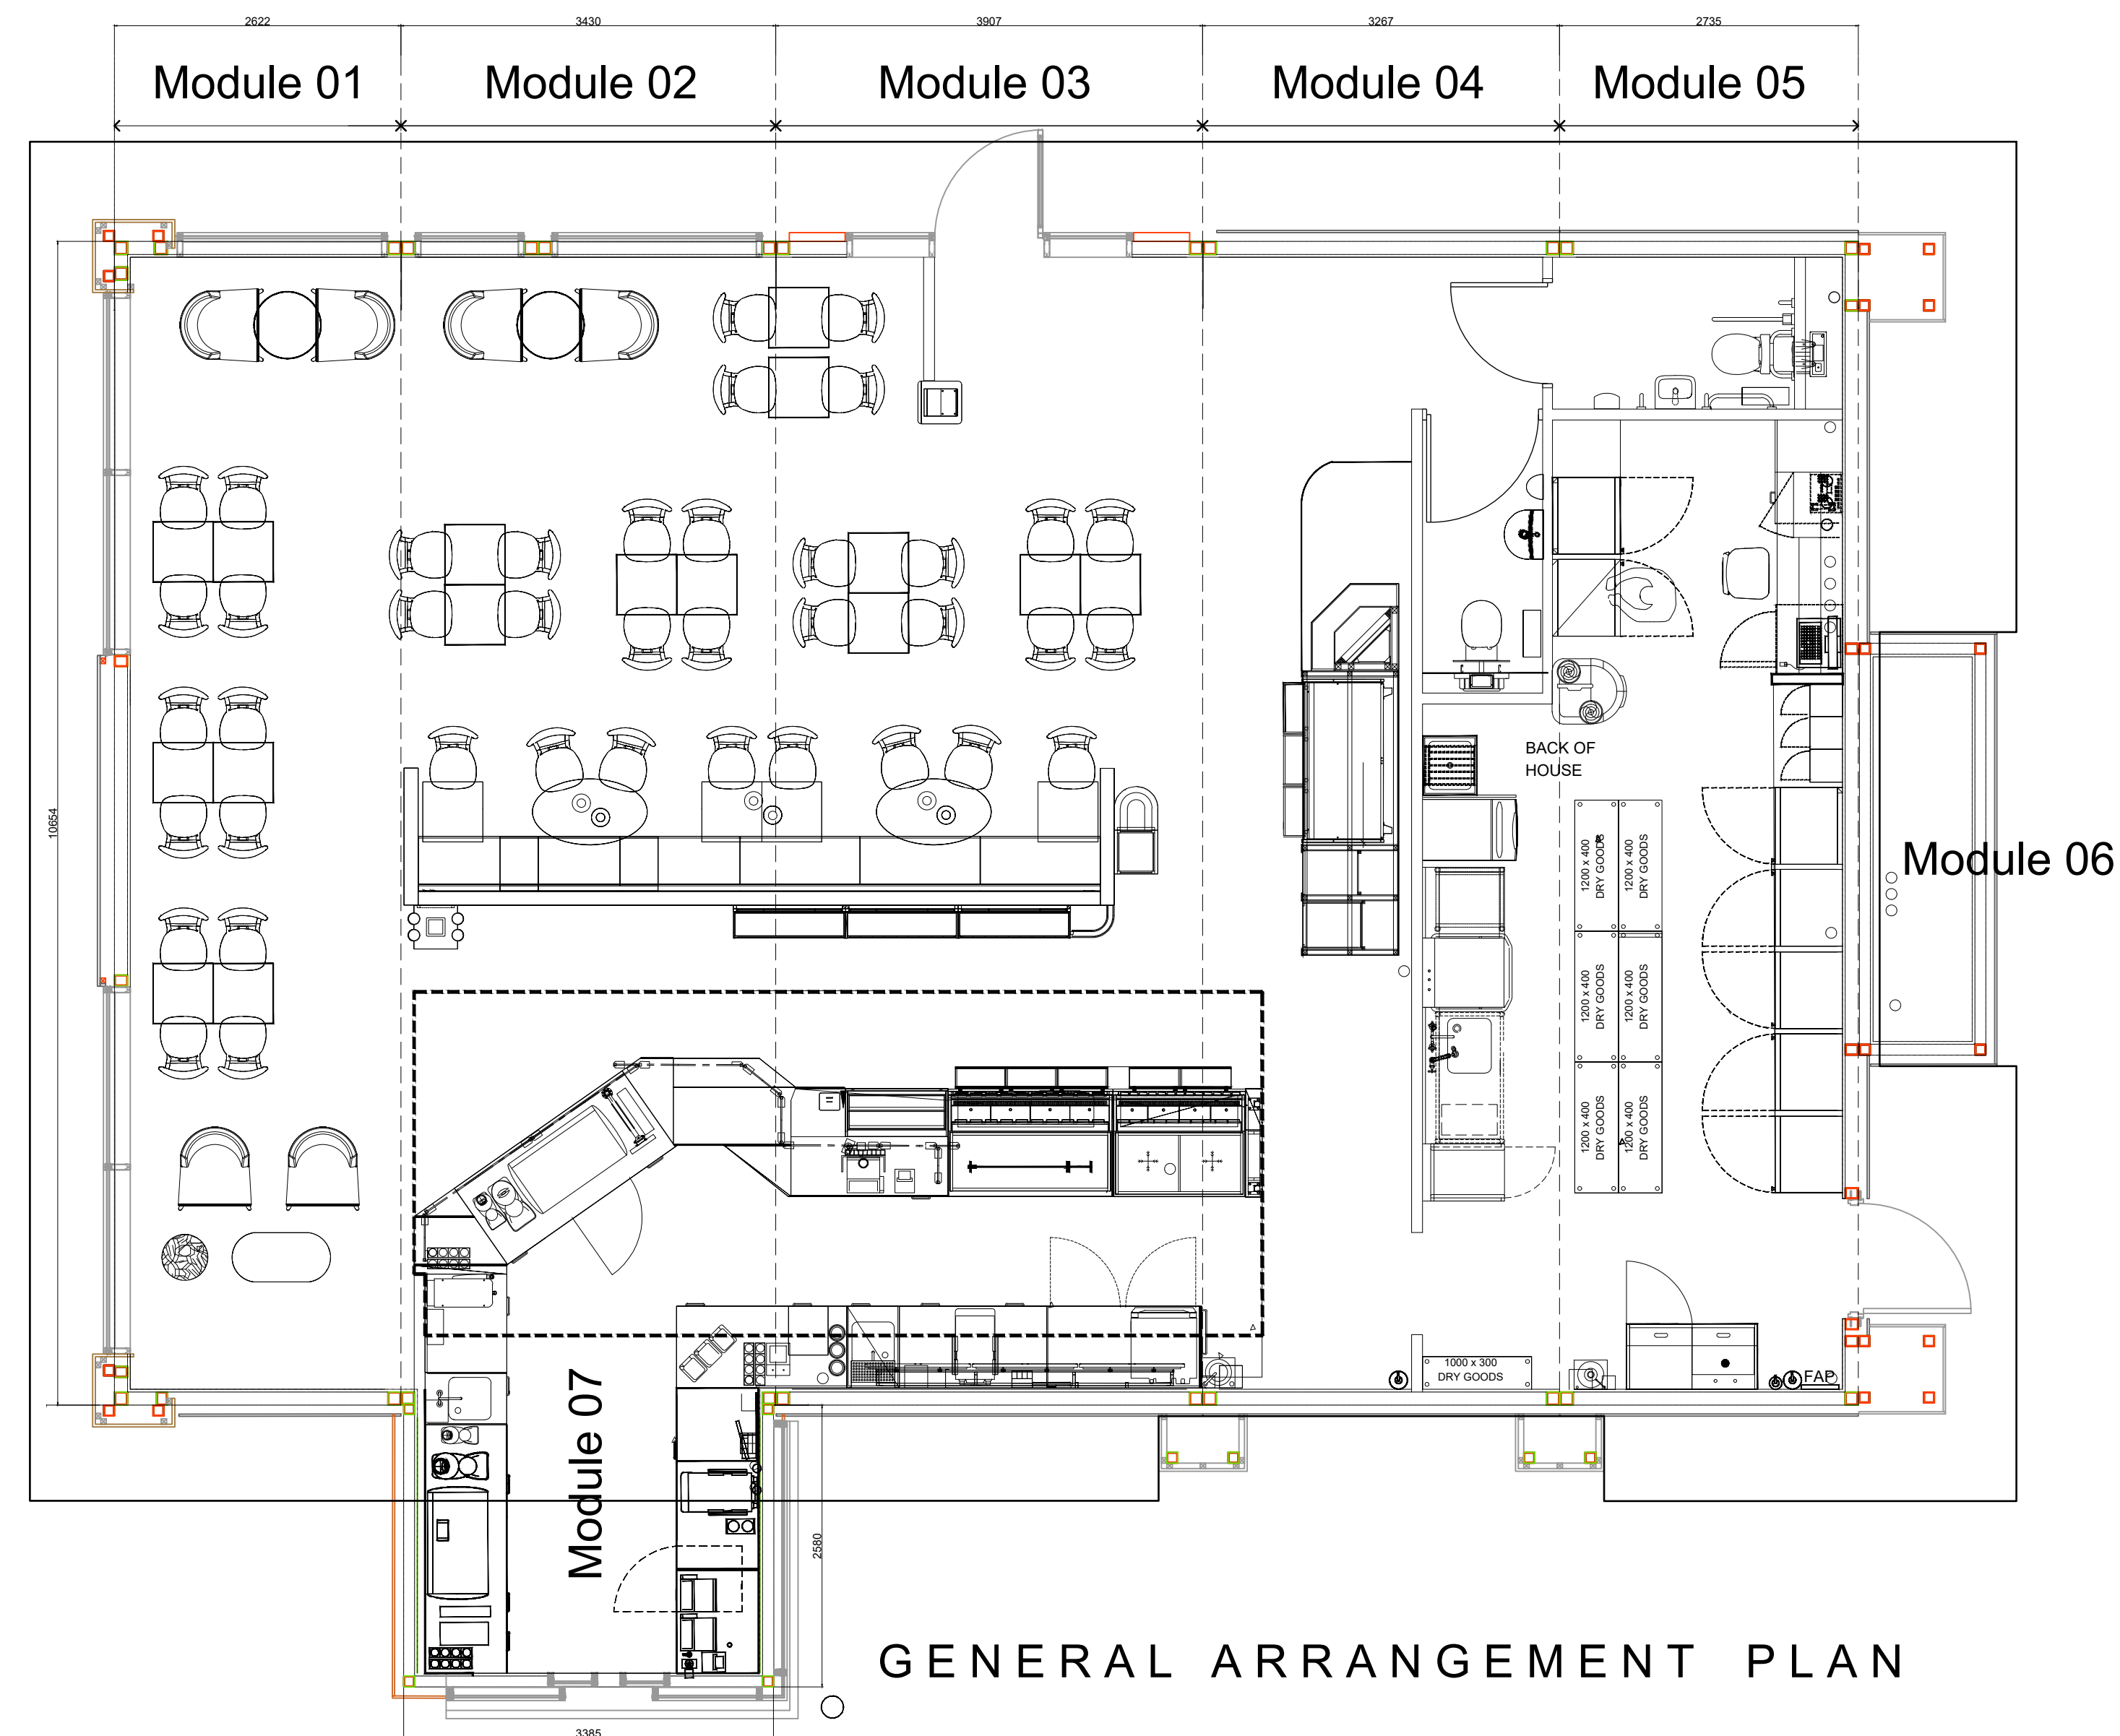 2622
3430
3907
3267
2735
Module 01
Module 02
Module 03
Module 04
Module 05
10654
BACK OF
HOUSE
1200 x 400
DRY GOODS
1200 x 400
DRY GOODS
Module 06
1200 x 400
DRY GOODS
1200 x 400
DRY GOODS
1200 x 400
DRY GOODS
1200 x 400
DRY GOODS
1000 x 300
DRY GOODS
FAP
Module 07
2580
GENERAL ARRANGEMENT PLAN
3385